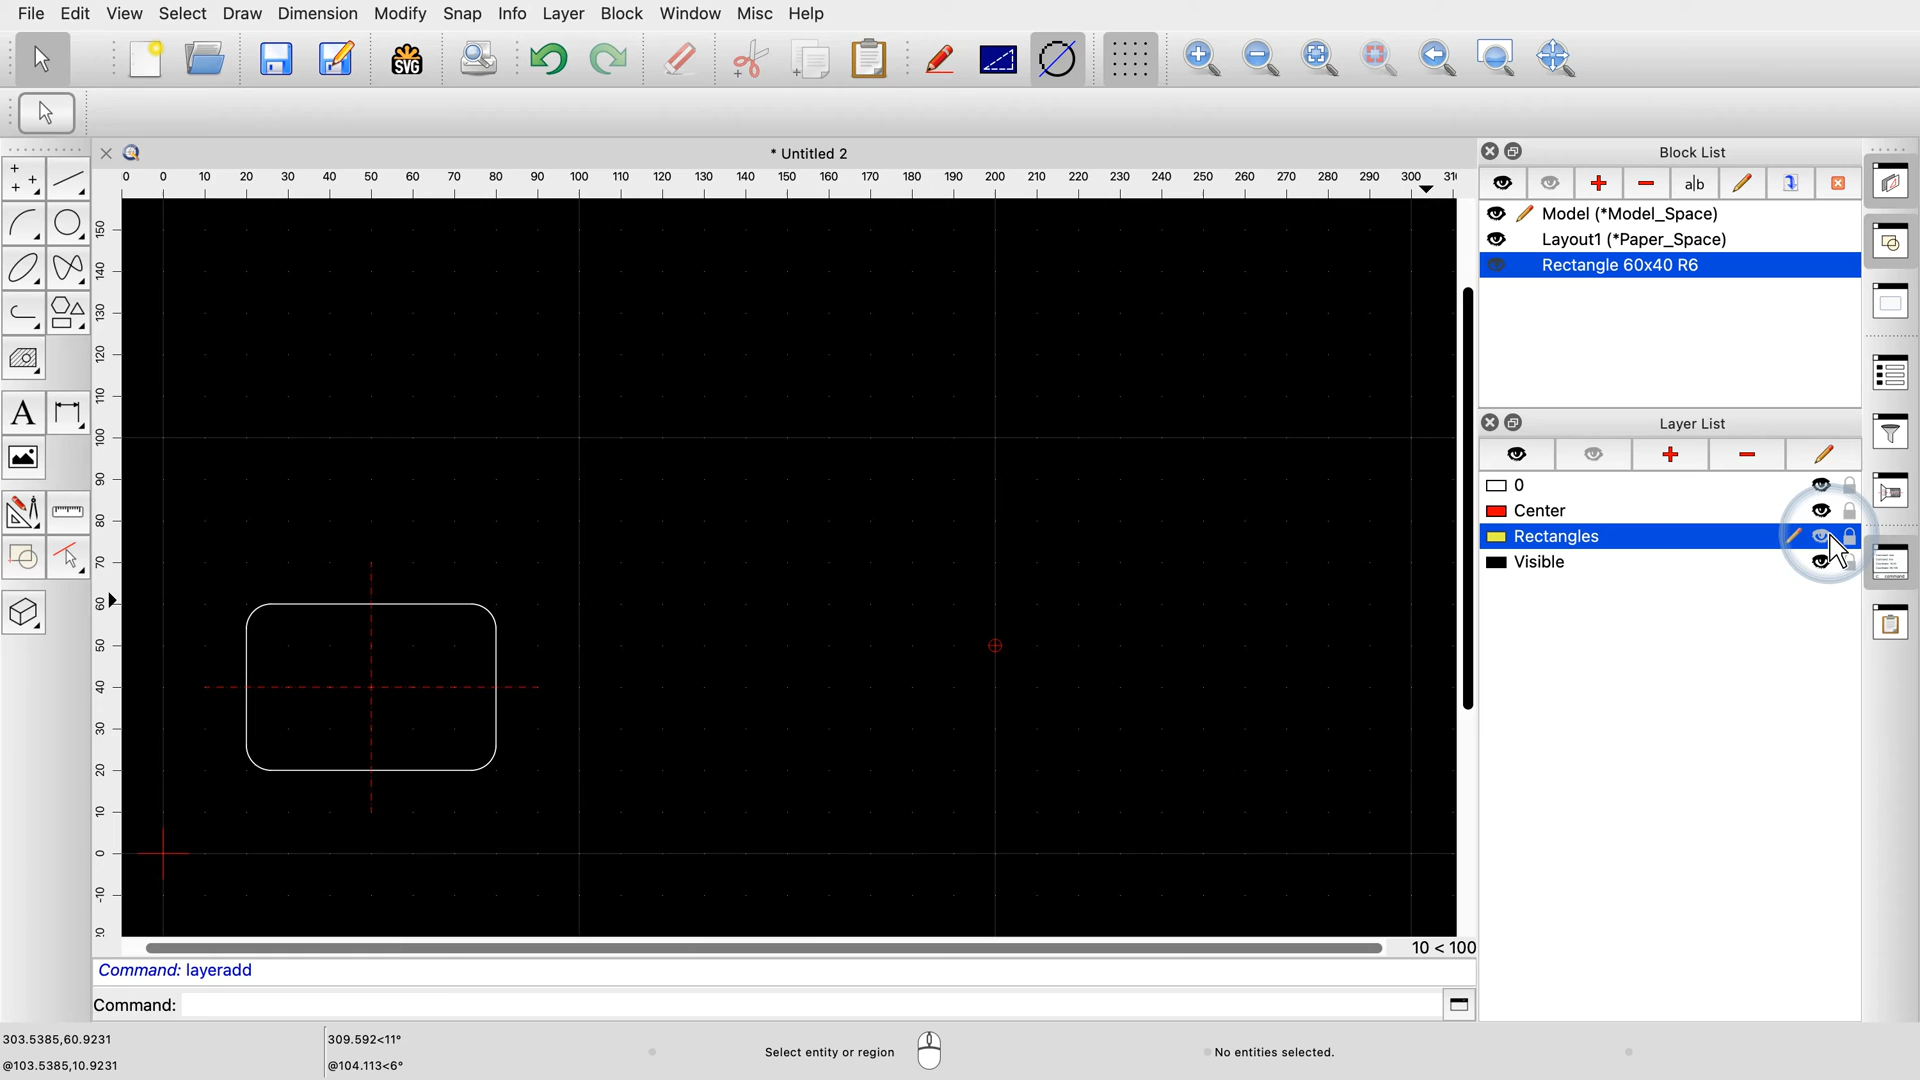 File Edit View Select Draw Dimension Modify Snap Info Layer Block Window Misc Help
SVG
* Untitled 2
0 0 10 20 30 40 50 60 70 80 90 100 110 120 130 140 150 160 170 180 190 200 210 220 230 240 250 260 270 280 290 300
150
140
130
120
110
100
90
80
70
60
50
40
30
20
10
0
-10
10 < 100
Block List
a|b
Model (*Model_Space)
Layout1 (*Paper_Space)
Rectangle 60x40 R6
Layer List
0
Center
Rectangles
Visible
A
Command: layeradd
Command:
303.5385,60.9231
@103.5385,10.9231
309.592<11°
@104.113<6°
Select entity or region
No entities selected.